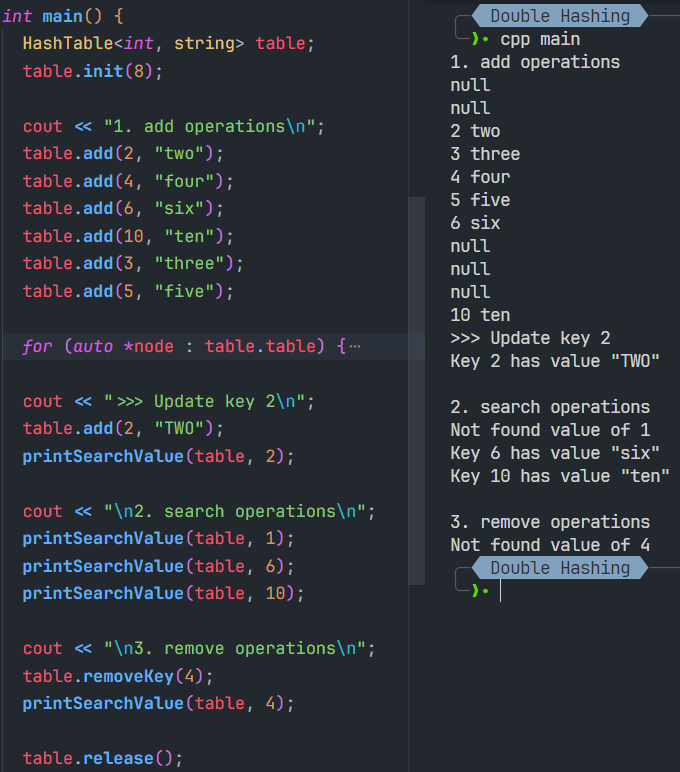 int main() {
  HashTable<int, string> table;
  table.init(8);

  cout << "1. add operations\n";
  table.add(2, "two");
  table.add(4, "four");
  table.add(6, "six");
  table.add(10, "ten");
  table.add(3, "three");
  table.add(5, "five");

  for (auto *node : table.table) {⋯

  cout << ">>> Update key 2\n";
  table.add(2, "TWO");
  printSearchValue(table, 2);

  cout << "\n2. search operations\n";
  printSearchValue(table, 1);
  printSearchValue(table, 6);
  printSearchValue(table, 10);

  cout << "\n3. remove operations\n";
  table.removeKey(4);
  printSearchValue(table, 4);

  table.release();
Double Hashing
❯• cpp main
1. add operations
null
null
2 two
3 three
4 four
5 five
6 six
null
null
null
10 ten
>>> Update key 2
Key 2 has value "TWO"

2. search operations
Not found value of 1
Key 6 has value "six"
Key 10 has value "ten"

3. remove operations
Not found value of 4
Double Hashing
❯•